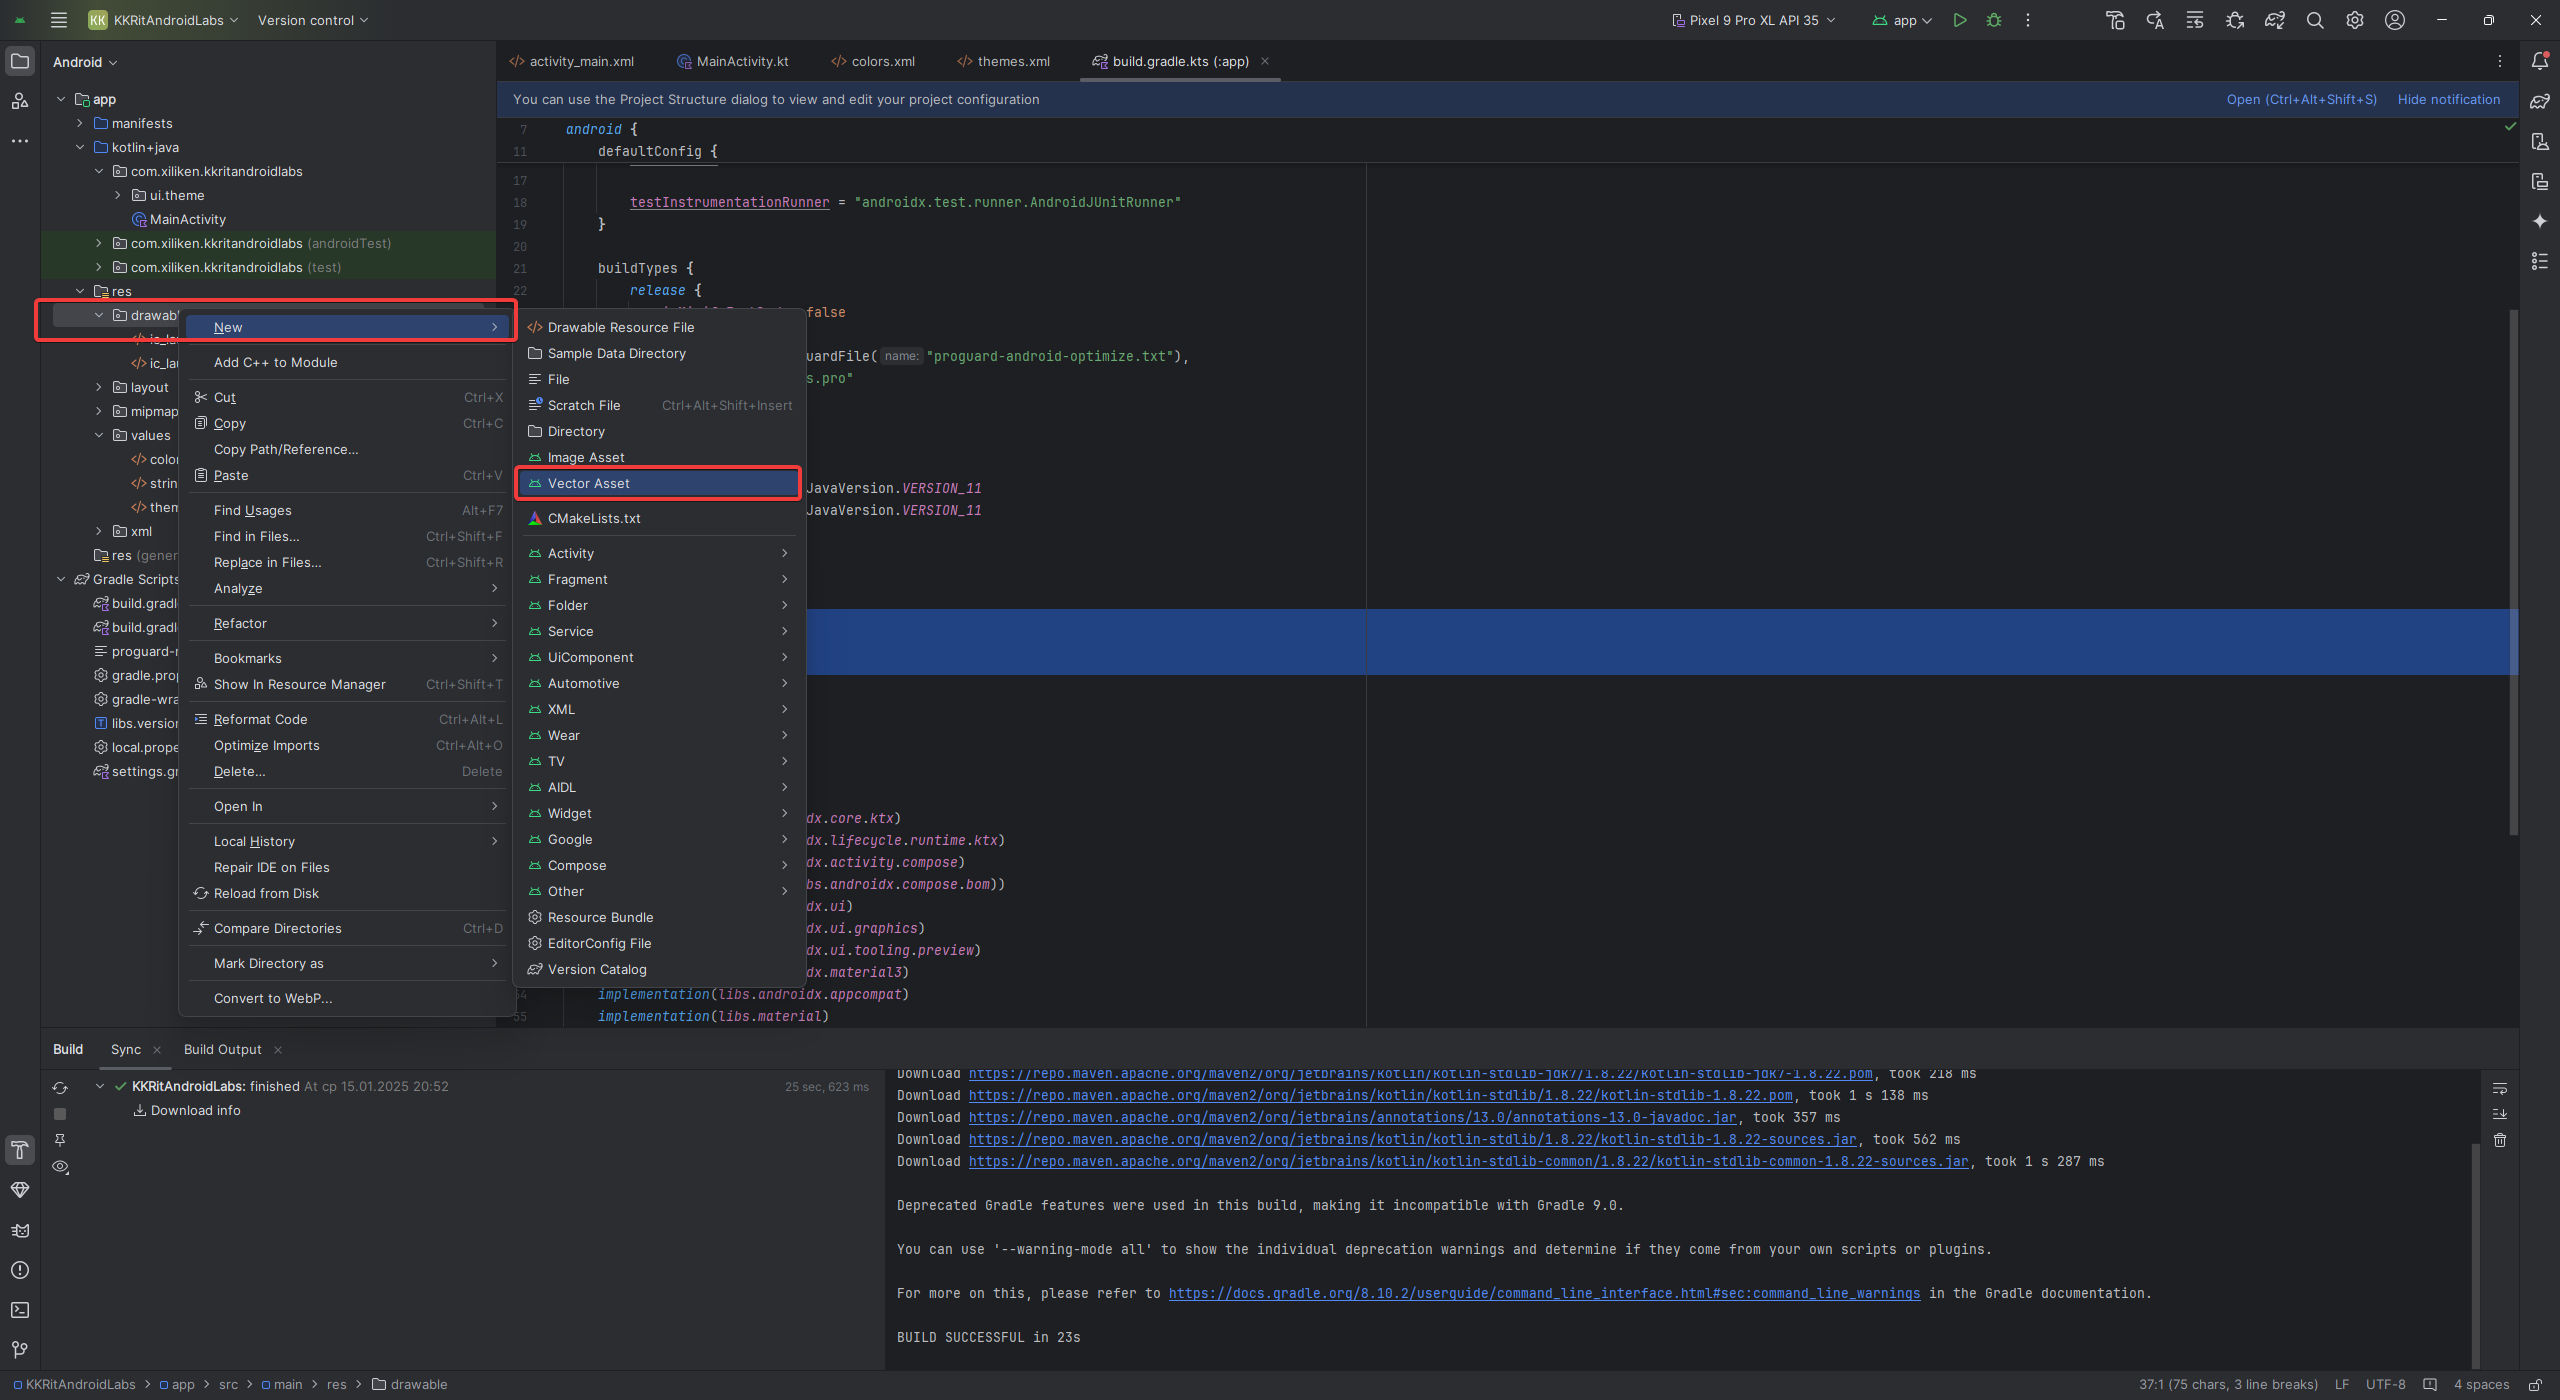 KK KKRitAndroidLabs Version control
Pixel 9 Pro XL API 35 app
Android
activity_main.xml MainActivity.kt colors.xml themes.xml build.gradle.kts (:app)
You can use the Project Structure dialog to view and edit your project configuration Open (Ctrl+Alt+Shift+S) Hide notification
app
manifests
kotlin+java
com.xiliken.kkritandroidlabs
ui.theme
MainActivity
com.xiliken.kkritandroidlabs (androidTest)
com.xiliken.kkritandroidlabs (test)
res
drawabl
ic_la
ic_lau
layout
mipmap
values
color
strin
them
xml
res (gener
Gradle Scripts
build.gradl
build.gradl
proguard-r
gradle.prop
gradle-wra
libs.version
local.prope
settings.gr
New
Add C++ to Module
Cut Ctrl+X
Copy Ctrl+C
Copy Path/Reference...
Paste Ctrl+V
Find Usages Alt+F7
Find in Files... Ctrl+Shift+F
Replace in Files... Ctrl+Shift+R
Analyze
Refactor
Bookmarks
Show In Resource Manager Ctrl+Shift+T
Reformat Code Ctrl+Alt+L
Optimize Imports Ctrl+Alt+O
Delete... Delete
Open In
Local History
Repair IDE on Files
Reload from Disk
Compare Directories Ctrl+D
Mark Directory as
Convert to WebP...
Drawable Resource File
Sample Data Directory
File
Scratch File Ctrl+Alt+Shift+Insert
Directory
Image Asset
Vector Asset
CMakeLists.txt
Activity
Fragment
Folder
Service
UiComponent
Automotive
XML
Wear
TV
AIDL
Widget
Google
Compose
Other
Resource Bundle
EditorConfig File
Version Catalog
7 android {
11 defaultConfig {
17
18 testInstrumentationRunner = "androidx.test.runner.AndroidJUnitRunner"
19 }
20
21 buildTypes {
22 release {
false
uardFile( name: "proguard-android-optimize.txt"),
s.pro"
JavaVersion.VERSION_11
JavaVersion.VERSION_11
dx.core.ktx)
dx.lifecycle.runtime.ktx)
dx.activity.compose)
bs.androidx.compose.bom))
dx.ui)
dx.ui.graphics)
dx.ui.tooling.preview)
dx.material3)
54 implementation(libs.androidx.appcompat)
55 implementation(libs.material)
Build Sync Build Output
KKRitAndroidLabs: finished At ср 15.01.2025 20:52 25 sec, 623 ms
Download info
Download https://repo.maven.apache.org/maven2/org/jetbrains/kotlin/kotlin-stdlib-jdk7/1.8.22/kotlin-stdlib-jdk7-1.8.22.pom, took 218 ms
Download https://repo.maven.apache.org/maven2/org/jetbrains/kotlin/kotlin-stdlib/1.8.22/kotlin-stdlib-1.8.22.pom, took 1 s 138 ms
Download https://repo.maven.apache.org/maven2/org/jetbrains/annotations/13.0/annotations-13.0-javadoc.jar, took 357 ms
Download https://repo.maven.apache.org/maven2/org/jetbrains/kotlin/kotlin-stdlib/1.8.22/kotlin-stdlib-1.8.22-sources.jar, took 562 ms
Download https://repo.maven.apache.org/maven2/org/jetbrains/kotlin/kotlin-stdlib-common/1.8.22/kotlin-stdlib-common-1.8.22-sources.jar, took 1 s 287 ms
Deprecated Gradle features were used in this build, making it incompatible with Gradle 9.0.
You can use '--warning-mode all' to show the individual deprecation warnings and determine if they come from your own scripts or plugins.
For more on this, please refer to https://docs.gradle.org/8.10.2/userguide/command_line_interface.html#sec:command_line_warnings in the Gradle documentation.
BUILD SUCCESSFUL in 23s
KKRitAndroidLabs > app > src > main > res > drawable
37:1 (75 chars, 3 line breaks) LF UTF-8 4 spaces